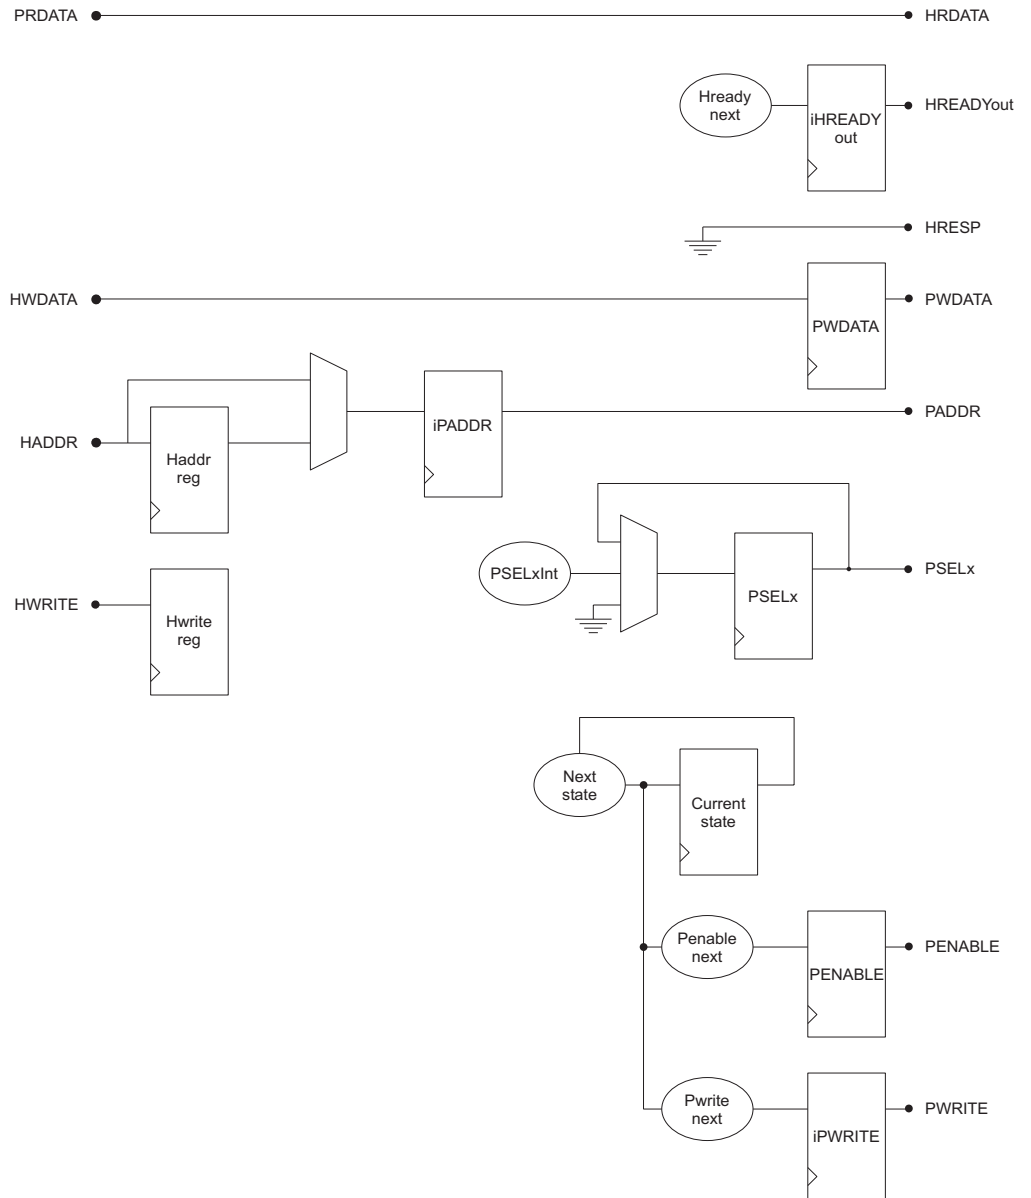 PRDATA
HRDATA
Hready
next
iHREADY
out
HREADYout
HRESP
HWDATA
PWDATA
PWDATA
HADDR
Haddr
reg
iPADDR
PADDR
PSELxInt
PSELx
PSELx
HWRITE
Hwrite
reg
Next
state
Current
state
Penable
next
PENABLE
PENABLE
Pwrite
next
iPWRITE
PWRITE